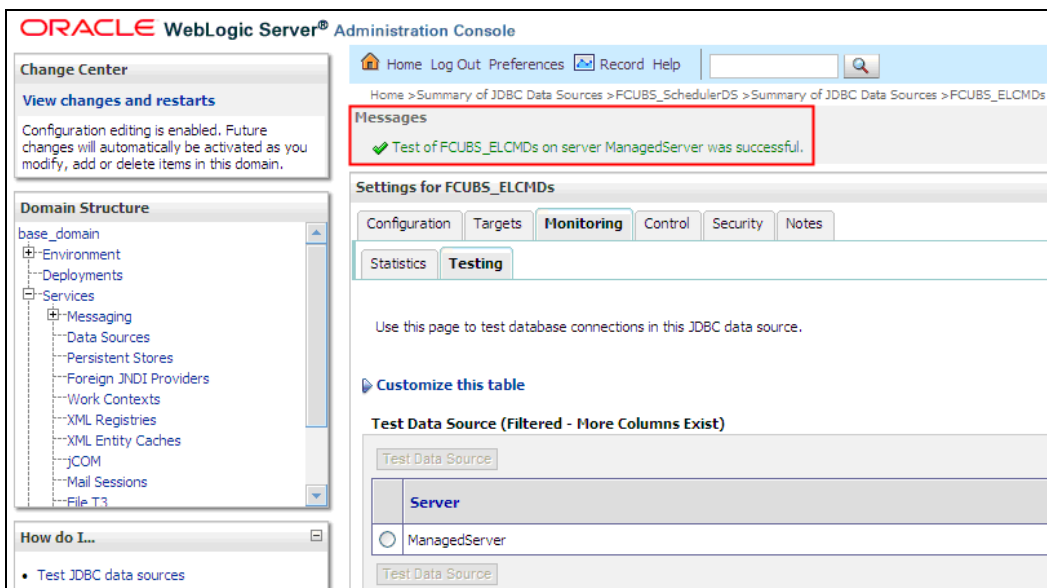 ORACLE WebLogic Server® Administration Console
Change Center
View changes and restarts
Configuration editing is enabled. Future
changes will automatically be activated as you
modify, add or delete items in this domain.
Domain Structure
base_domain
Environment
Deployments
Services
Messaging
Data Sources
Persistent Stores
Foreign JNDI Providers
Work Contexts
XML Registries
XML Entity Caches
jCOM
Mail Sessions
File T3
How do I...
Test JDBC data sources
Home Log Out Preferences Record Help
Home >Summary of JDBC Data Sources >FCUBS_SchedulerDS >Summary of JDBC Data Sources >FCUBS_ELCMDs
Messages
Test of FCUBS_ELCMDs on server ManagedServer was successful.
Settings for FCUBS_ELCMDs
Configuration Targets Monitoring Control Security Notes
Statistics Testing
Use this page to test database connections in this JDBC data source.
Customize this table
Test Data Source (Filtered - More Columns Exist)
Test Data Source
Server
ManagedServer
Test Data Source